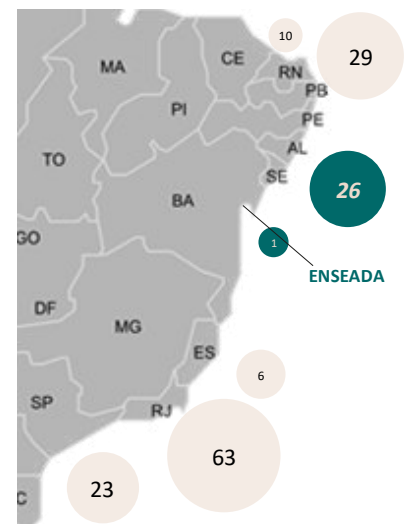 10
CE
29
MA
RN
PB
PI
PE
AL
TO
SE
26
BA
GO
1
ENSEADA
DF
MG
ES
6
SP
RJ
63
23
C